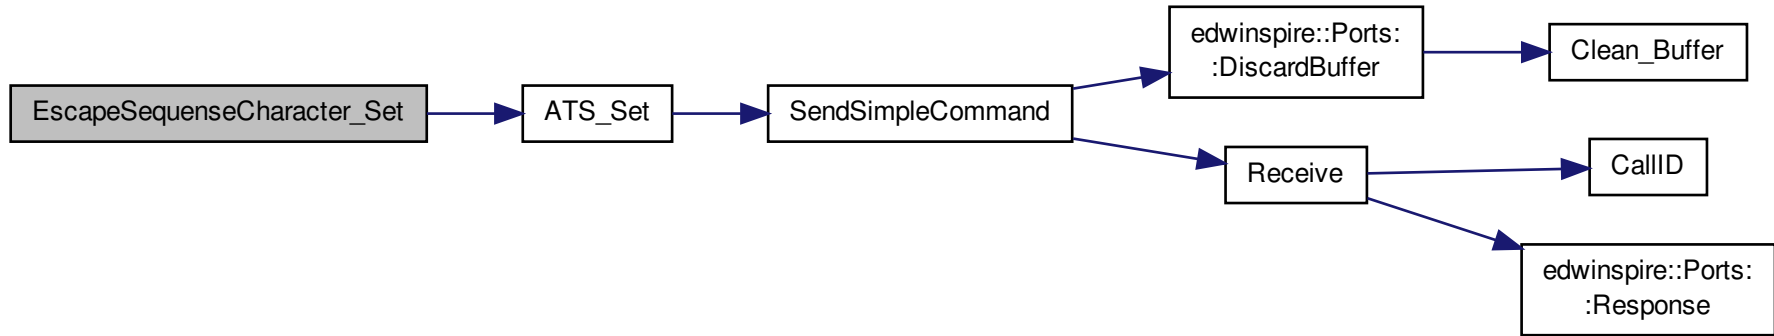 EscapeSequenseCharacter_Set
ATS_Set
SendSimpleCommand
edwinspire::Ports:
:DiscardBuffer
Clean_Buffer
Receive
CallID
edwinspire::Ports:
:Response